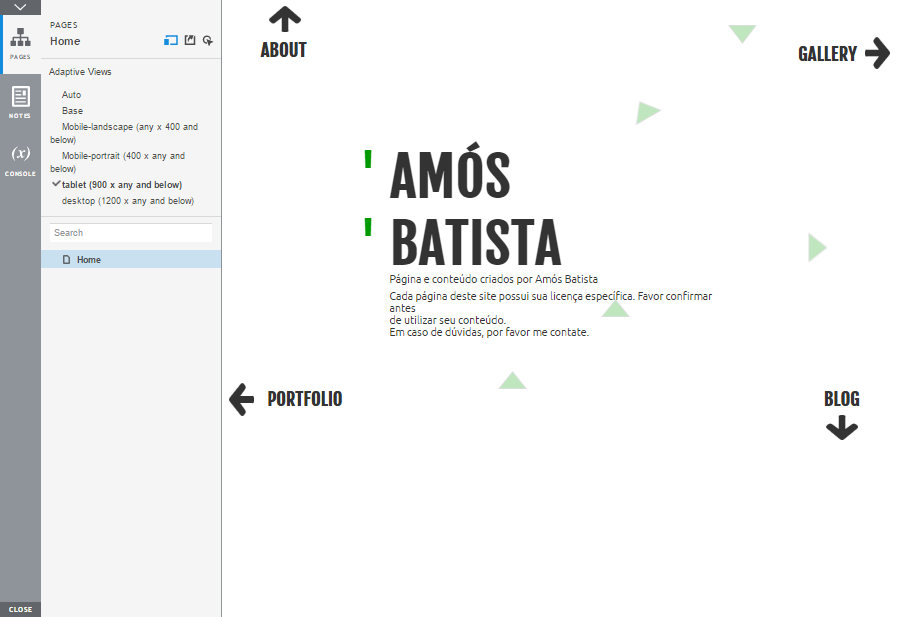 PAGES
Home
Adaptive Views
Auto
Base
Mobile-landscape (any x 400 and
below)
Mobile-portrait (400 x any and
below)
tablet (900 x any and below)
desktop (1200 x any and below)
Search
Home
PAGES
NOTES
(x)
CONSOLE
CLOSE
ABOUT
GALLERY
' AMÓS
' BATISTA
Página e conteúdo criados por Amós Batista
Cada página deste site possui sua licença específica. Favor confirmar
antes
de utilizar seu conteúdo.
Em caso de dúvidas, por favor me contate.
PORTFOLIO
BLOG